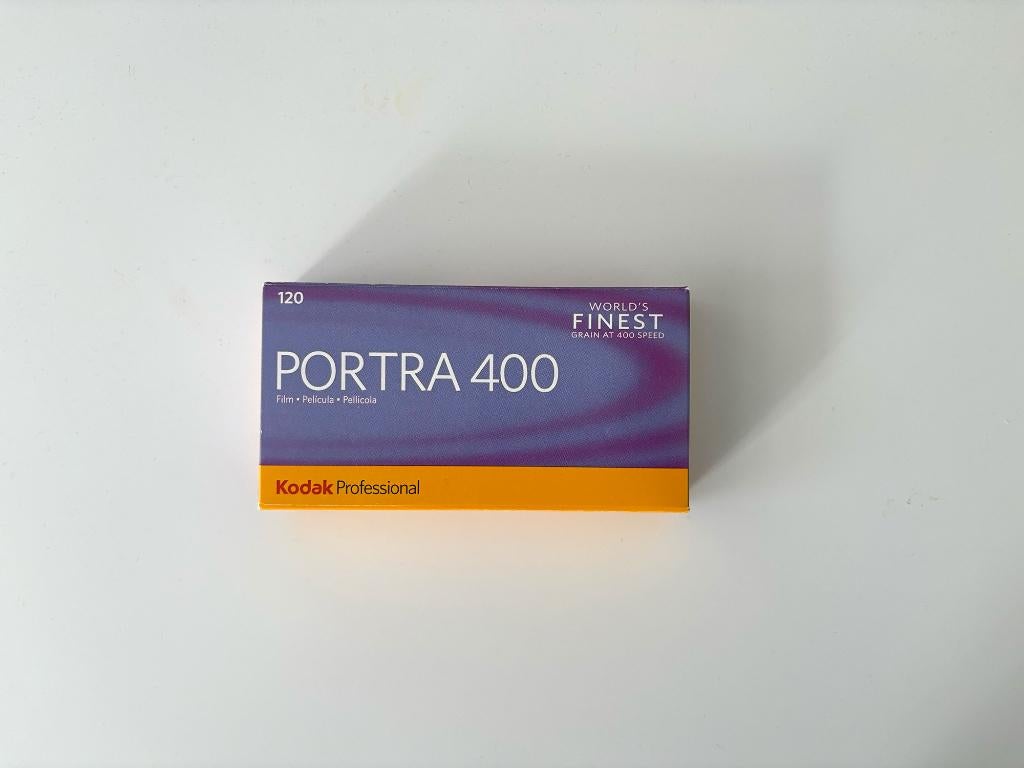 120
WORLD'S
FINEST
GRAIN AT 400 SPEED
PORTRA 400
Film • Película • Pellicola
Kodak Professional